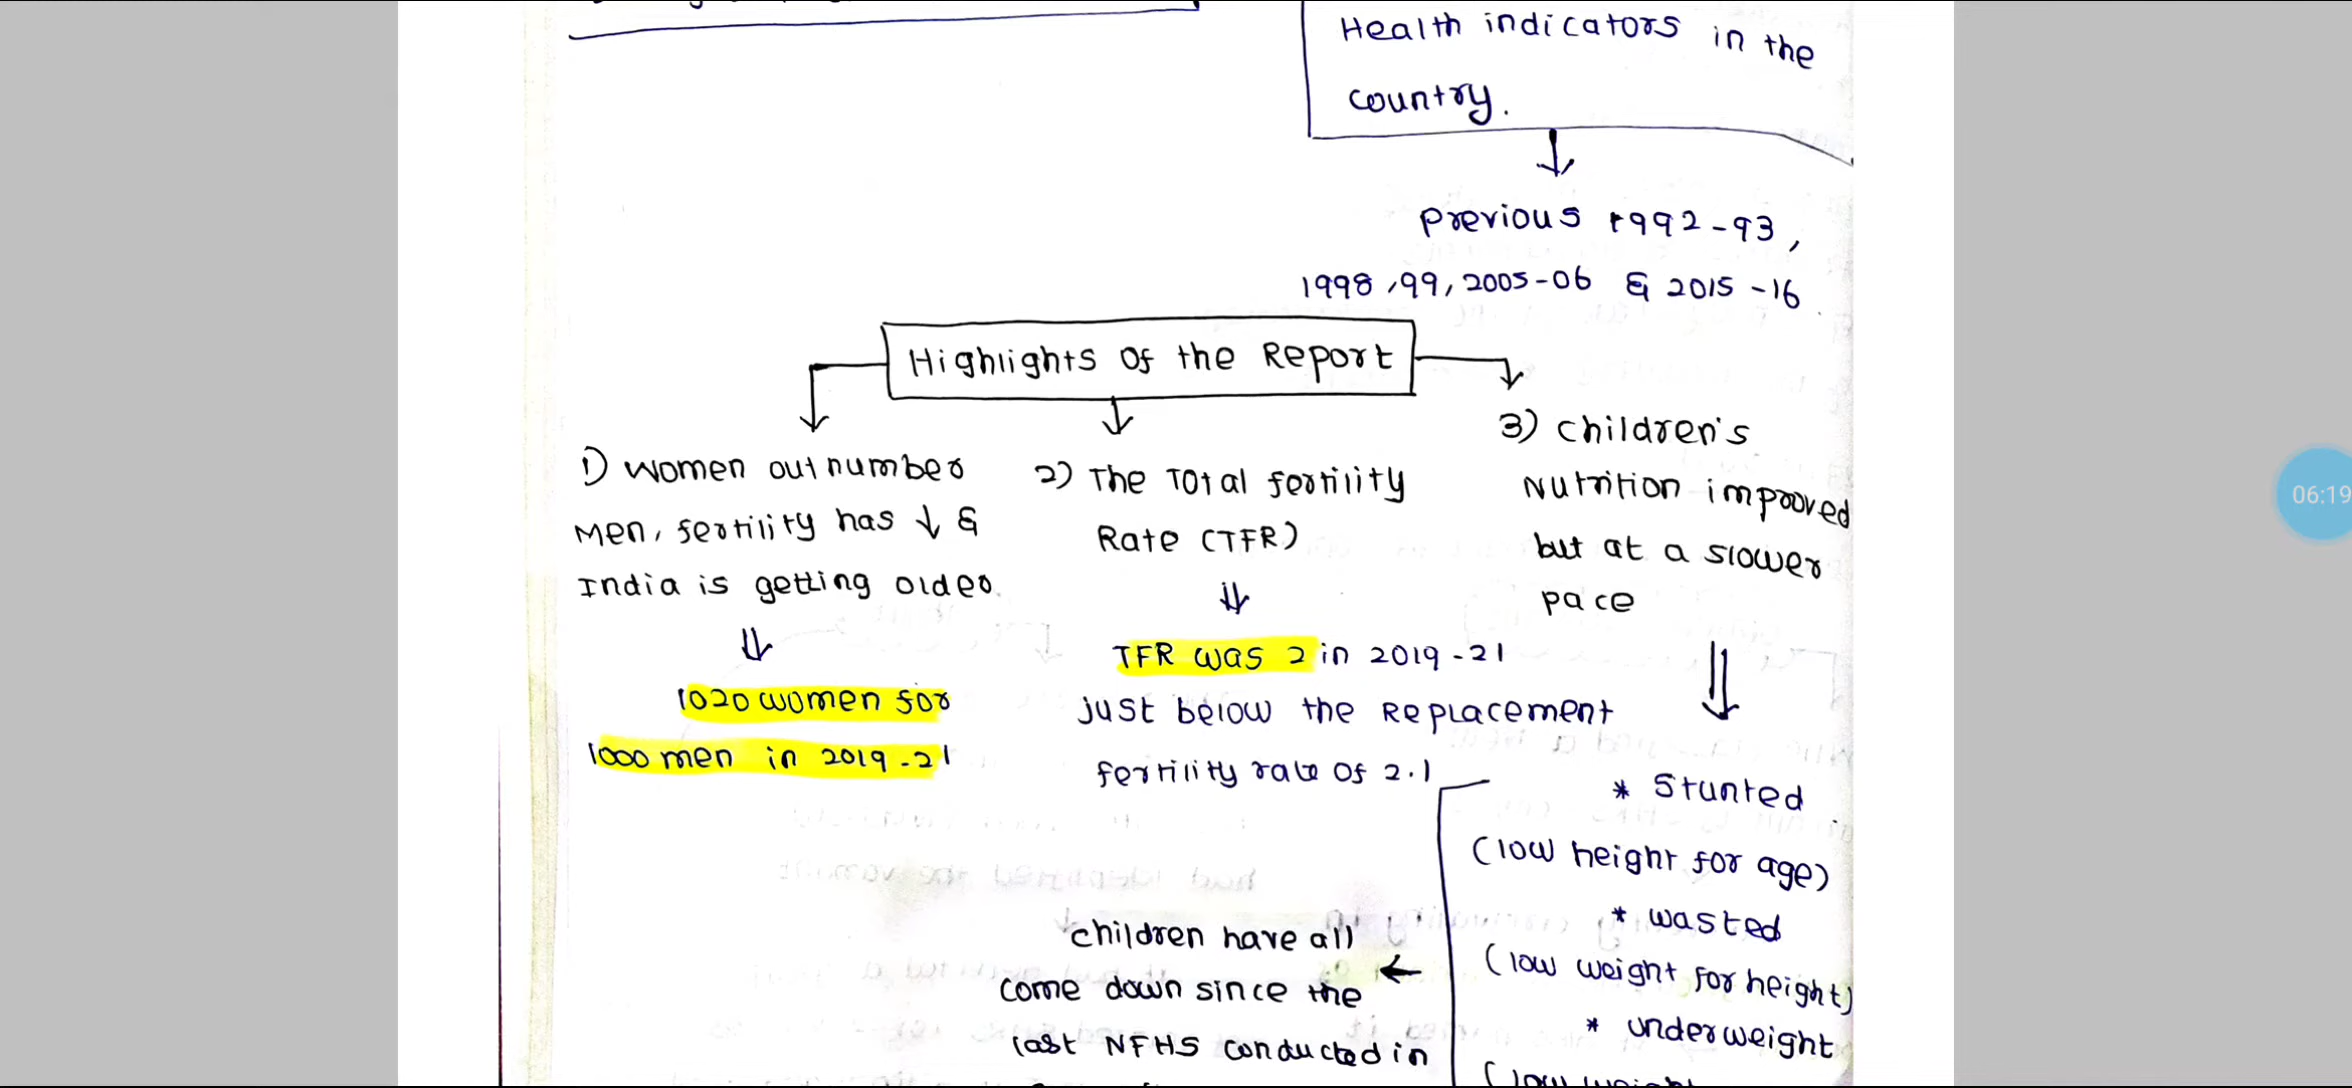 Health indicators in the
country.
↓
previous 1992-93,
1998,99, 2005-06 & 2015-16
Highlights of the Report
1) women outnumber
Men, fertility has ↓ &
India is getting older.
⇓
1020 women for
1000 men in 2019-21
2) The Total fertility
Rate (TFR)
⇓
TFR was 2 in 2019-21
just below the Replacement
fertility rate of 2.1
3) children's
Nutrition improved
but at a slower
pace
⇓
* Stunted
(low height for age)
* wasted
(low weight for height)
* underweight
(low weight
children have all ←
come down since the
last NFHS conducted in
06:19